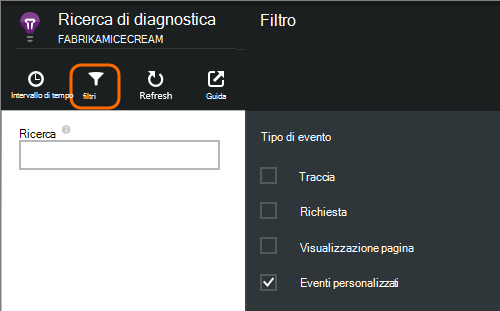 Ricerca di diagnostica
FABRIKAMICECREAM
Intervallo di tempo
filtri
Refresh
Guida
Ricerca
Filtro
Tipo di evento
Traccia
Richiesta
Visualizzazione pagina
Eventi personalizzati